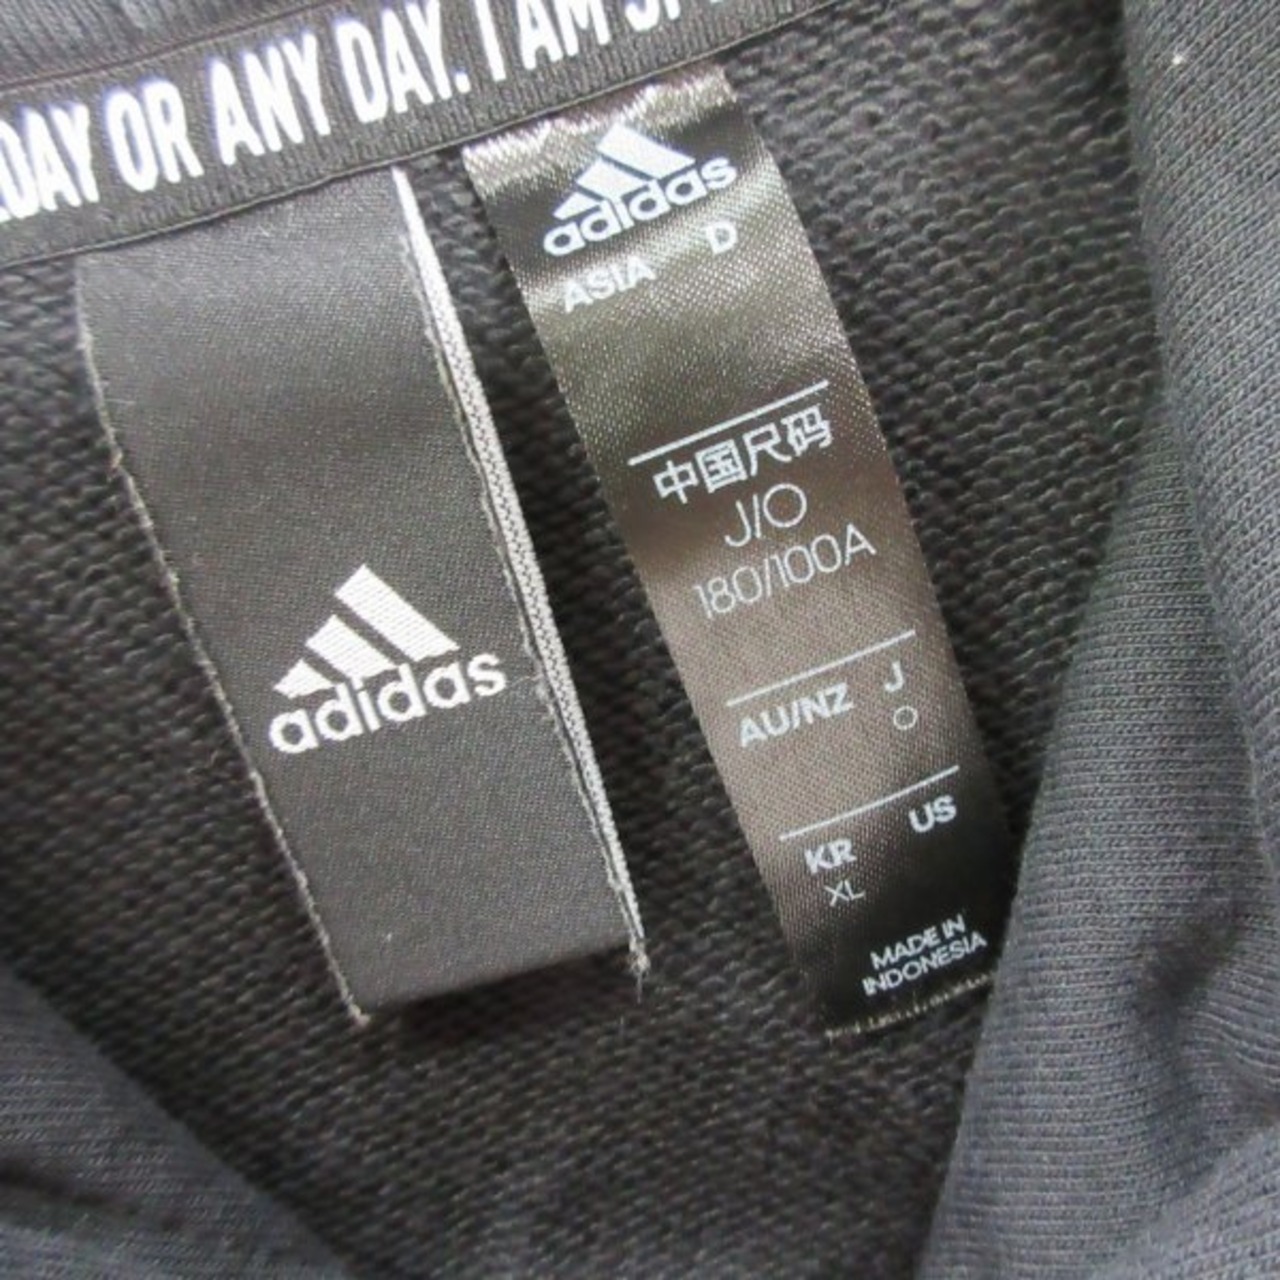 DAY OR ANY DAY. I AM
adidas
adidas
ASIA D
中国尺码
J/O
180/100A
AU/NZ J
O
KR US
XL
MADE IN
INDONESIA